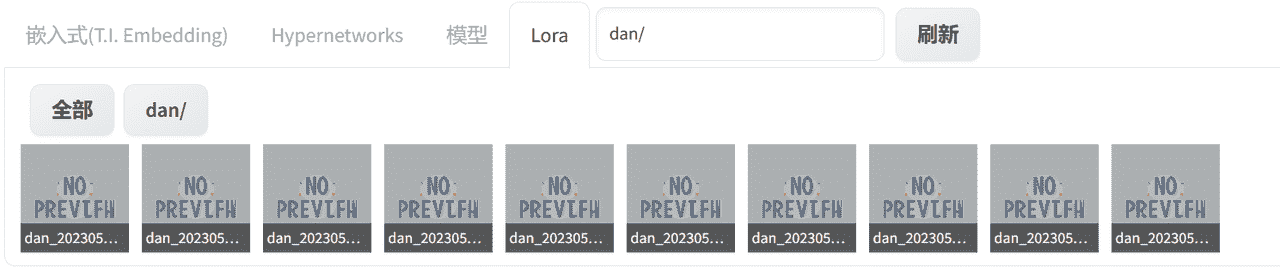 嵌入式(T.I. Embedding) Hypernetworks 模型 Lora dan/ 刷新
全部 dan/
NO NO NO NO NO NO NO NO NO NO
PREVIEW PREVIEW PREVIEW PREVIEW PREVIEW PREVIEW PREVIEW PREVIEW PREVIEW PREVIEW
dan_202305... dan_202305... dan_202305... dan_202305... dan_202305... dan_202305... dan_202305... dan_202305... dan_202305... dan_202305...